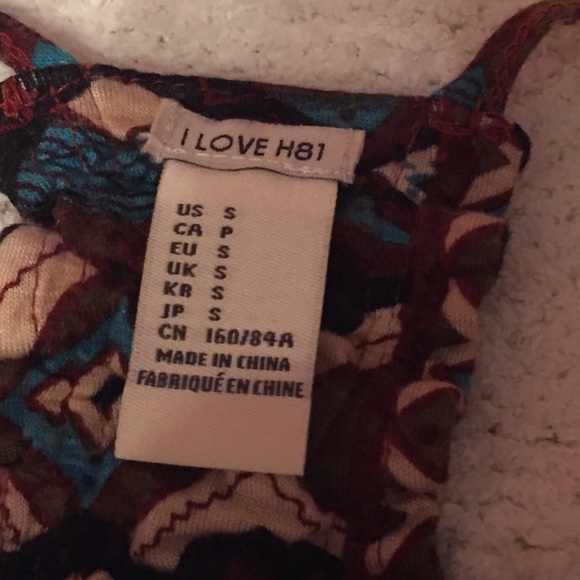 I LOVE H81
US S
CA P
EU S
UK S
KR S
JP S
CN 160/84A
MADE IN CHINA
FABRIQUÉ EN CHINE